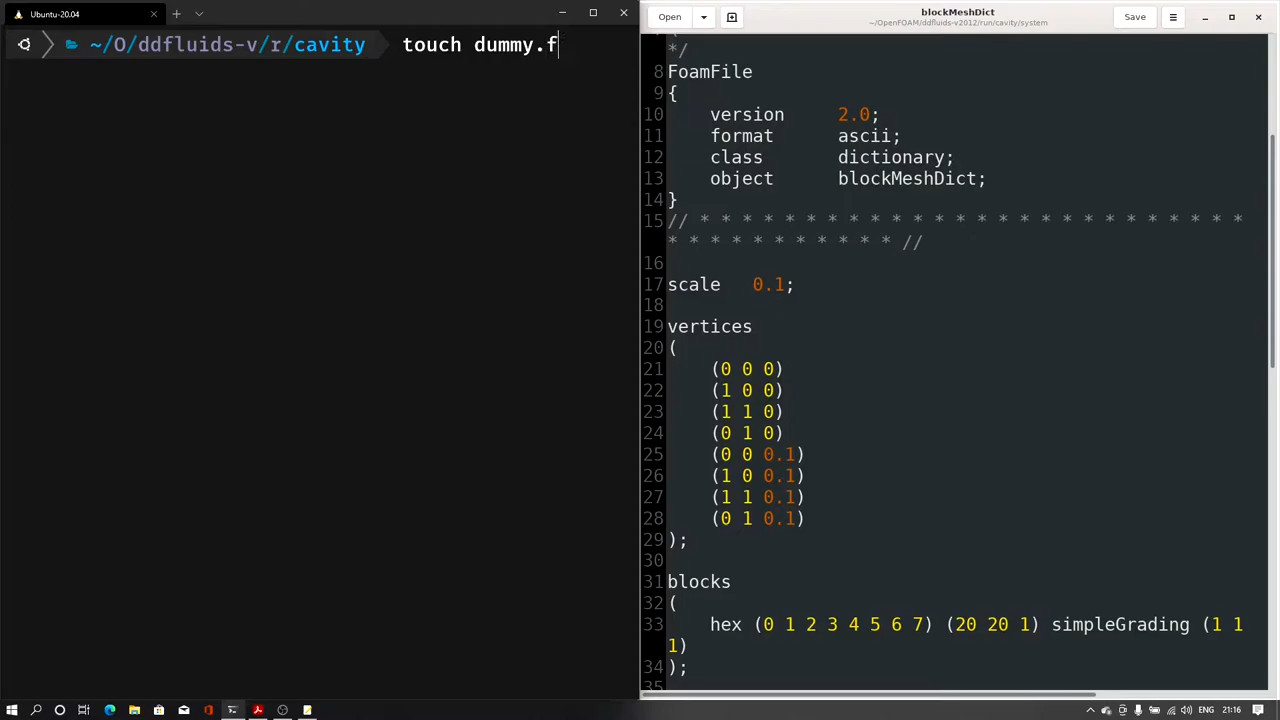 Ubuntu-20.04
~/O/ddfluids-v/r/cavity touch dummy.f
Open
blockMeshDict
~/OpenFOAM/ddfluids-v2012/run/cavity/system
Save
*/
8 FoamFile
9 {
10 version 2.0;
11 format ascii;
12 class dictionary;
13 object blockMeshDict;
14 }
15 // * * * * * * * * * * * * * * * * * * * * * * * * * *
* * * * * * * * * * * //
16
17 scale 0.1;
18
19 vertices
20 (
21 (0 0 0)
22 (1 0 0)
23 (1 1 0)
24 (0 1 0)
25 (0 0 0.1)
26 (1 0 0.1)
27 (1 1 0.1)
28 (0 1 0.1)
29 );
30
31 blocks
32 (
33 hex (0 1 2 3 4 5 6 7) (20 20 1) simpleGrading (1 1
1)
34 );
35
ENG
21:16